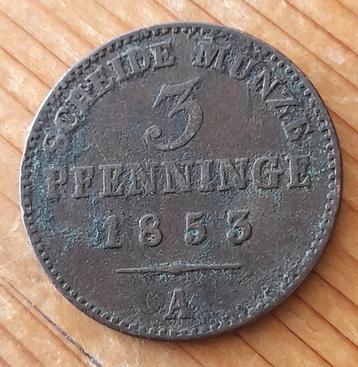 SCHEIDE MÜNZE
3
PFENNINGE
1853
A